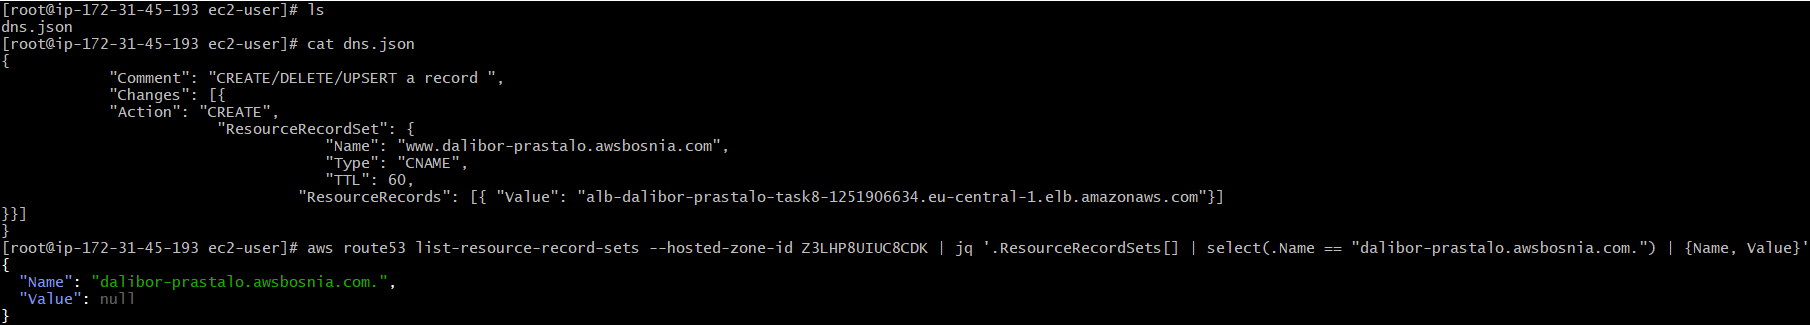 [root@ip-172-31-45-193 ec2-user]# ls
dns.json
[root@ip-172-31-45-193 ec2-user]# cat dns.json
{
            "Comment": "CREATE/DELETE/UPSERT a record ",
            "Changes": [{
            "Action": "CREATE",
                        "ResourceRecordSet": {
                                    "Name": "www.dalibor-prastalo.awsbosnia.com",
                                    "Type": "CNAME",
                                    "TTL": 60,
                                 "ResourceRecords": [{ "Value": "alb-dalibor-prastalo-task8-1251906634.eu-central-1.elb.amazonaws.com"}]
}}]
}
[root@ip-172-31-45-193 ec2-user]# aws route53 list-resource-record-sets --hosted-zone-id Z3LHP8UIUC8CDK | jq '.ResourceRecordSets[] | select(.Name == "dalibor-prastalo.awsbosnia.com.") | {Name, Value}'
{
  "Name": "dalibor-prastalo.awsbosnia.com.",
  "Value": null
}